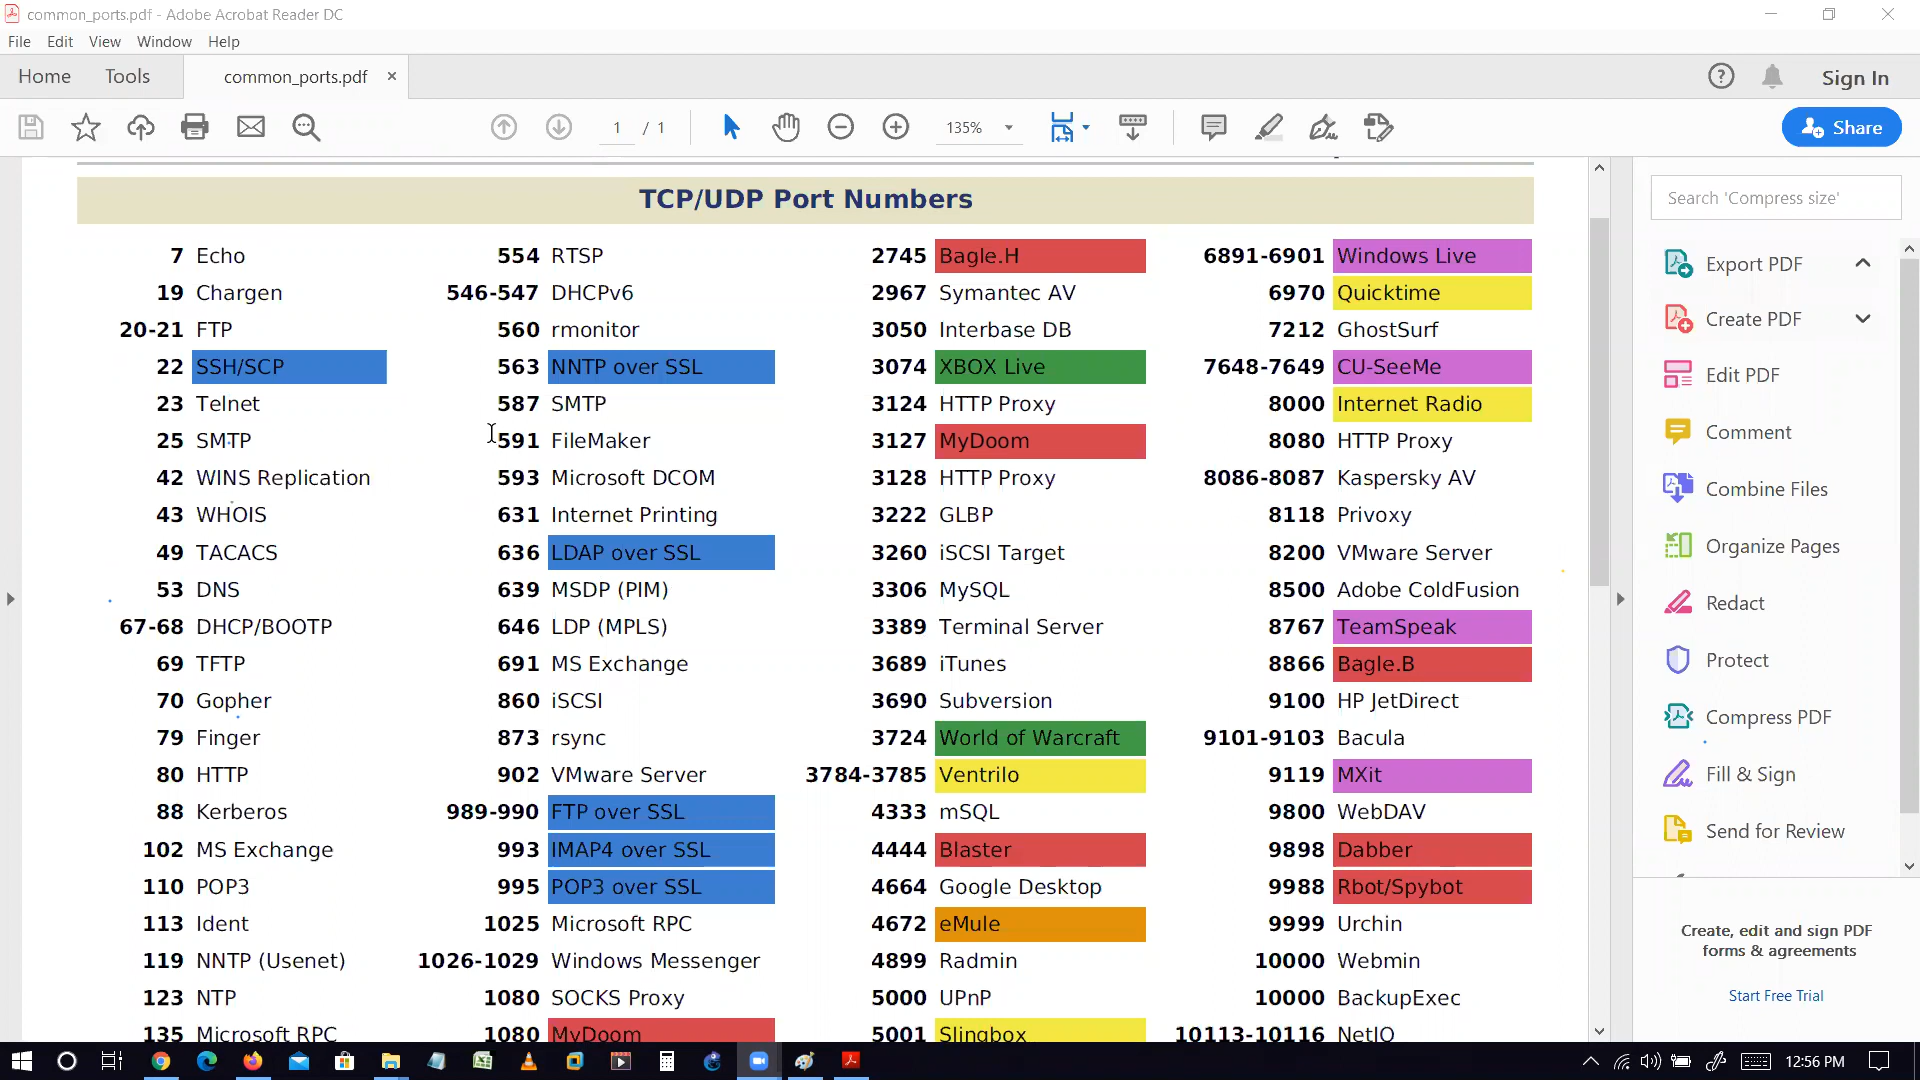 common_ports.pdf - Adobe Acrobat Reader DC
File Edit View Window Help
Home Tools common_ports.pdf × Sign In
1 / 1 135% Share
TCP/UDP Port Numbers
7 Echo
19 Chargen
20-21 FTP
22 SSH/SCP
23 Telnet
25 SMTP
42 WINS Replication
43 WHOIS
49 TACACS
53 DNS
67-68 DHCP/BOOTP
69 TFTP
70 Gopher
79 Finger
80 HTTP
88 Kerberos
102 MS Exchange
110 POP3
113 Ident
119 NNTP (Usenet)
123 NTP
135 Microsoft RPC
554 RTSP
546-547 DHCPv6
560 rmonitor
563 NNTP over SSL
587 SMTP
591 FileMaker
593 Microsoft DCOM
631 Internet Printing
636 LDAP over SSL
639 MSDP (PIM)
646 LDP (MPLS)
691 MS Exchange
860 iSCSI
873 rsync
902 VMware Server
989-990 FTP over SSL
993 IMAP4 over SSL
995 POP3 over SSL
1025 Microsoft RPC
1026-1029 Windows Messenger
1080 SOCKS Proxy
1080 MyDoom
2745 Bagle.H
2967 Symantec AV
3050 Interbase DB
3074 XBOX Live
3124 HTTP Proxy
3127 MyDoom
3128 HTTP Proxy
3222 GLBP
3260 iSCSI Target
3306 MySQL
3389 Terminal Server
3689 iTunes
3690 Subversion
3724 World of Warcraft
3784-3785 Ventrilo
4333 mSQL
4444 Blaster
4664 Google Desktop
4672 eMule
4899 Radmin
5000 UPnP
5001 Slingbox
6891-6901 Windows Live
6970 Quicktime
7212 GhostSurf
7648-7649 CU-SeeMe
8000 Internet Radio
8080 HTTP Proxy
8086-8087 Kaspersky AV
8118 Privoxy
8200 VMware Server
8500 Adobe ColdFusion
8767 TeamSpeak
8866 Bagle.B
9100 HP JetDirect
9101-9103 Bacula
9119 MXit
9800 WebDAV
9898 Dabber
9988 Rbot/Spybot
9999 Urchin
10000 Webmin
10000 BackupExec
10113-10116 NetIQ
Search 'Compress size'
Export PDF
Create PDF
Edit PDF
Comment
Combine Files
Organize Pages
Redact
Protect
Compress PDF
Fill & Sign
Send for Review
Create, edit and sign PDF
forms & agreements
Start Free Trial
12:56 PM